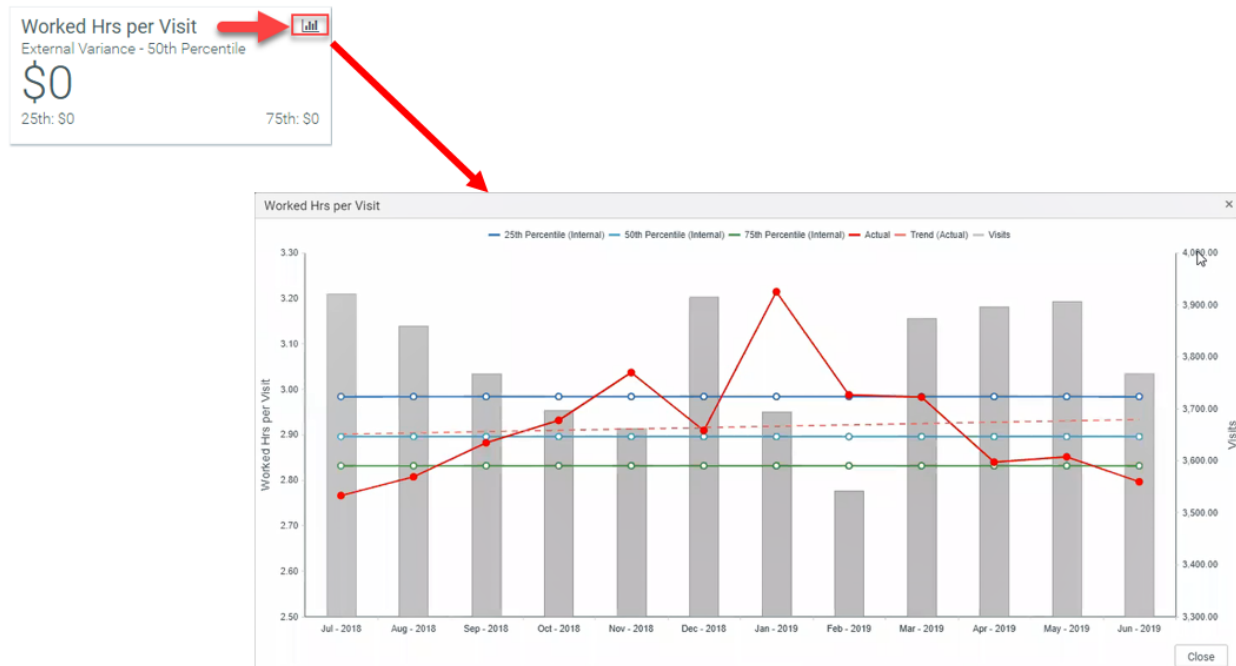 Worked Hrs per Visit
External Variance - 50th Percentile
$0
25th: $0 75th: $0
Worked Hrs per Visit ×
25th Percentile (Internal) 50th Percentile (Internal) 75th Percentile (Internal) Actual Trend (Actual) Visits
Worked Hrs per Visit
3.30
3.20
3.10
3.00
2.90
2.80
2.70
2.60
2.50
4,000.00
3,900.00
3,800.00
3,700.00
3,600.00
3,500.00
3,400.00
3,300.00
Visits
Jul - 2018 Aug - 2018 Sep - 2018 Oct - 2018 Nov - 2018 Dec - 2018 Jan - 2019 Feb - 2019 Mar - 2019 Apr - 2019 May - 2019 Jun - 2019
Close